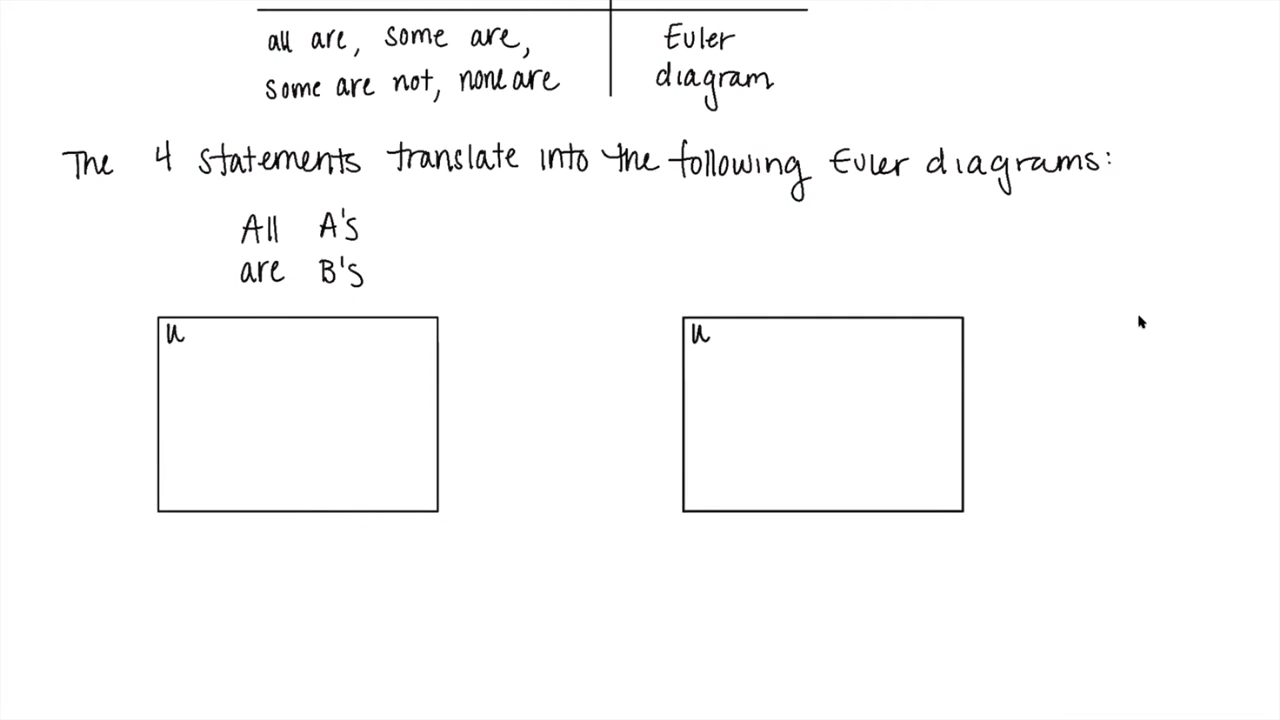 all are, some are,
some are not, none are
Euler
diagram
The 4 statements translate into the following Euler diagrams:
All A's
are B's
U
U